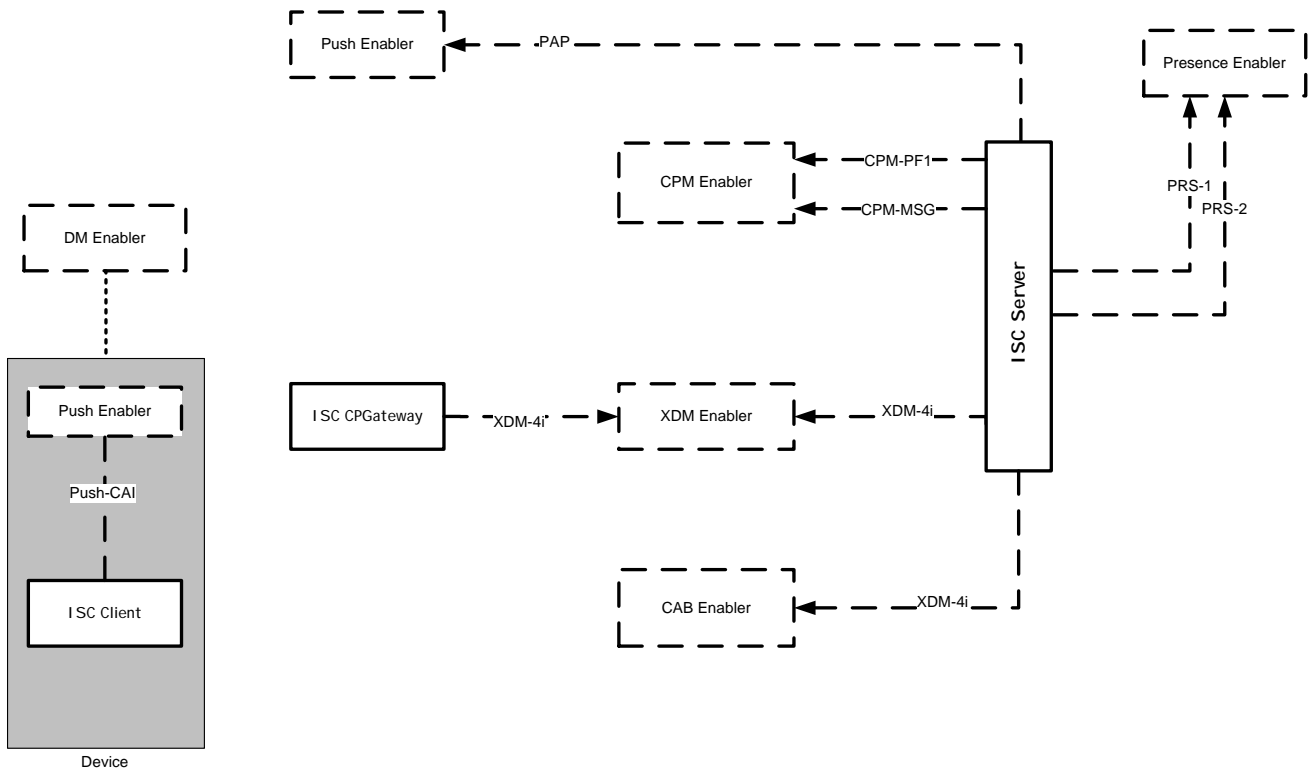 Push Enabler
PAP
Presence Enabler
CPM Enabler
CPM-PF1
CPM-MSG
PRS-1
PRS-2
DM Enabler
ISC Server
Push Enabler
ISC CPGateway
XDM-4i
XDM Enabler
XDM-4i
Push-CAI
ISC Client
CAB Enabler
XDM-4i
Device